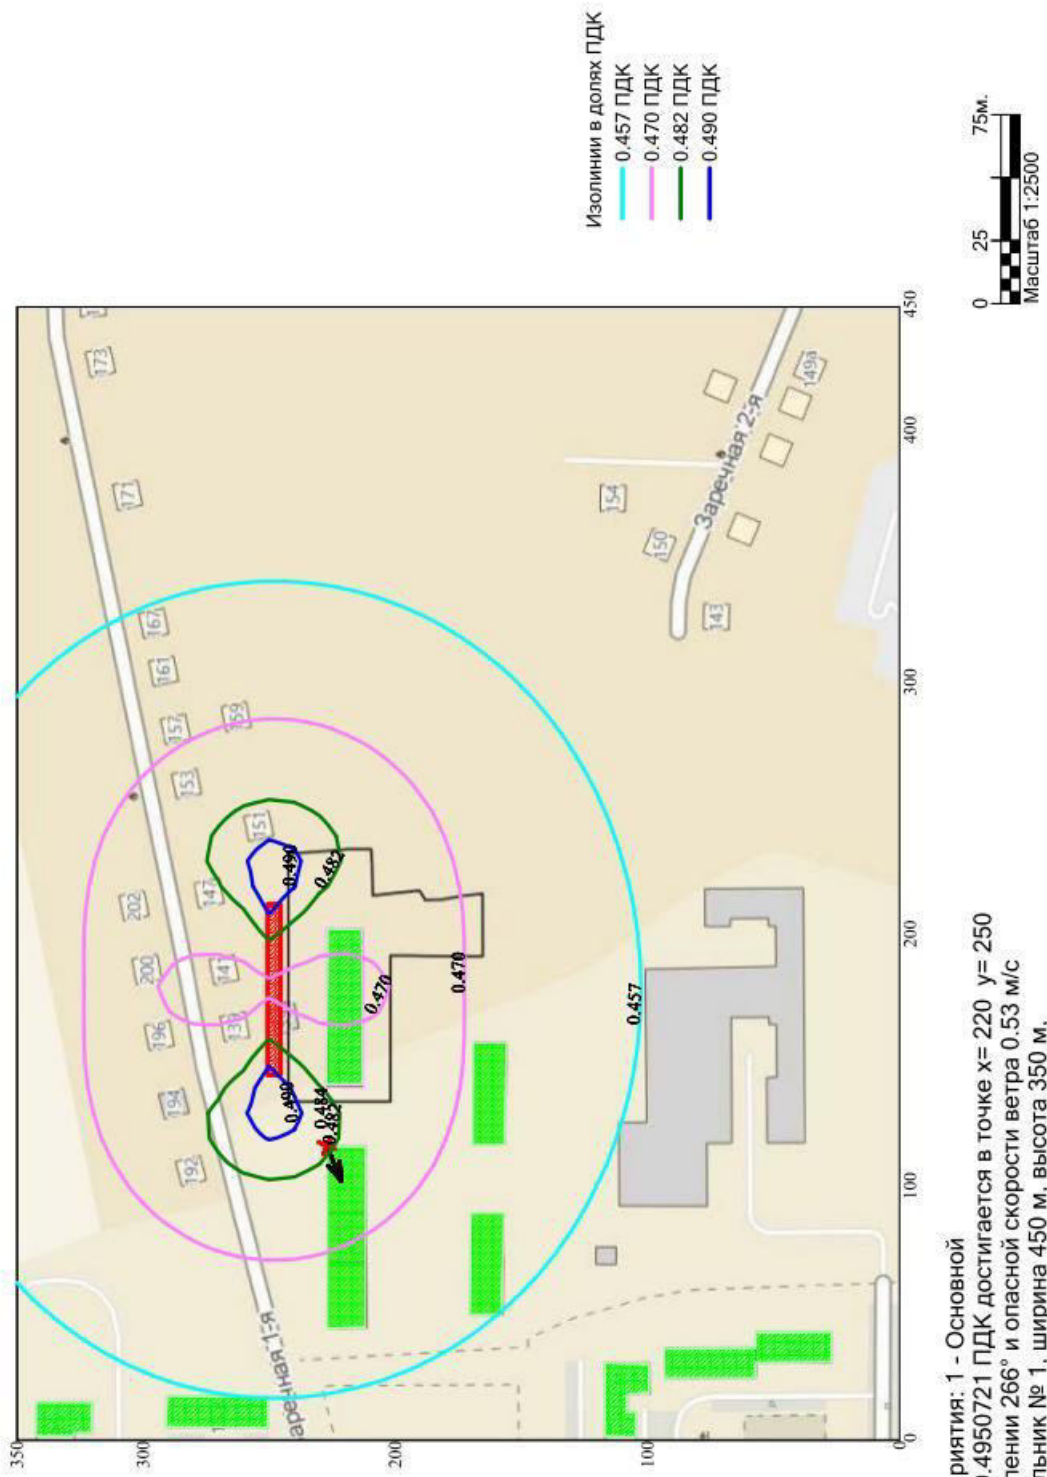 Изолинии в долях ПДК
0.457 ПДК
0.470 ПДК
0.482 ПДК
0.490 ПДК
0 25 75м.
Масштаб 1:2500
350
300
200
100
0
100
200
300
400
450
173
171
167
161
157
159
153
151
202
147
200
141
196
139
194
192
154
150
143
149а
Заречная 2-я
аречная 1-я
0.490
0.482
0.470
0.470
0.457
0.490
0.484
0.482
риятия: 1 - Основной
.4950721 ПДК достигается в точке x= 220 y= 250
лении 266° и опасной скорости ветра 0.53 м/с
льник № 1, ширина 450 м, высота 350 м,